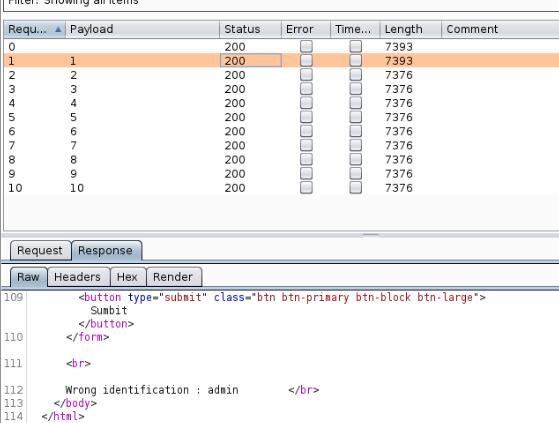 Filter: Showing all items
Requ... Payload Status Error Time... Length Comment
0 200 7393
1 1 200 7393
2 2 200 7376
3 3 200 7376
4 4 200 7376
5 5 200 7376
6 6 200 7376
7 7 200 7376
8 8 200 7376
9 9 200 7376
10 10 200 7376
Request Response
Raw Headers Hex Render
109 <button type="submit" class="btn btn-primary btn-block btn-large">
Sumbit
</button>
110 </form>
111 <br>
112 Wrong identification : admin </br>
113 </body>
114 </html>